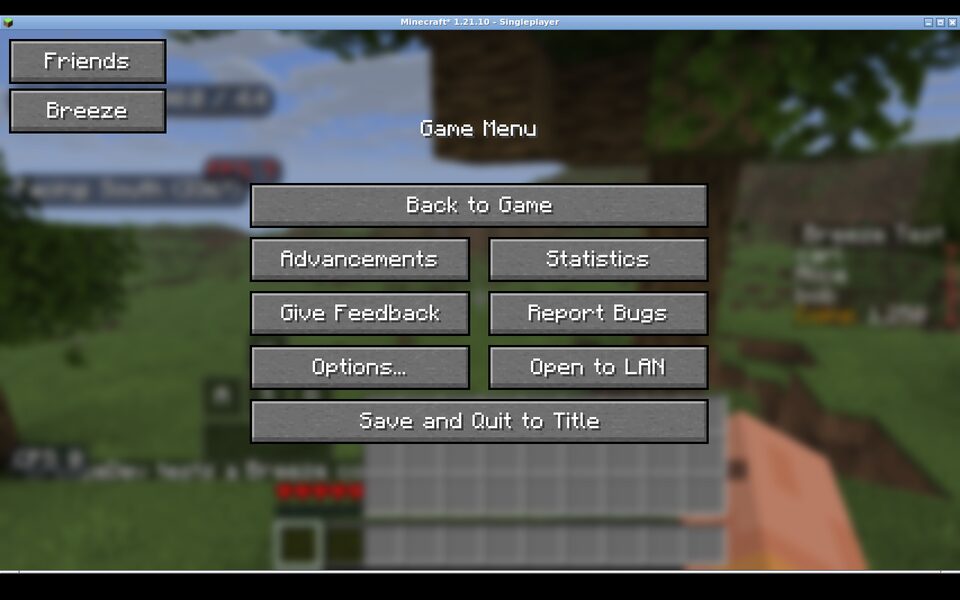 Minecraft* 1.21.10 - Singleplayer
Friends
Breeze
Game Menu
Back to Game
Advancements
Statistics
Give Feedback
Report Bugs
Options...
Open to LAN
Save and Quit to Title